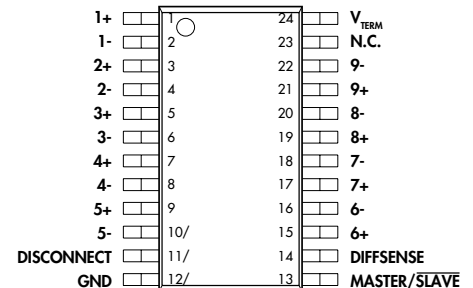 1+ 1 24 V TERM
1- 2 23 N.C.
2+ 3 22 9-
2- 4 21 9+
3+ 5 20 8-
3- 6 19 8+
4+ 7 18 7-
4- 8 17 7+
5+ 9 16 6-
5- 10/ 15 6+
DISCONNECT 11/ 14 DIFFSENSE
GND 12/ 13 MASTER/SLAVE